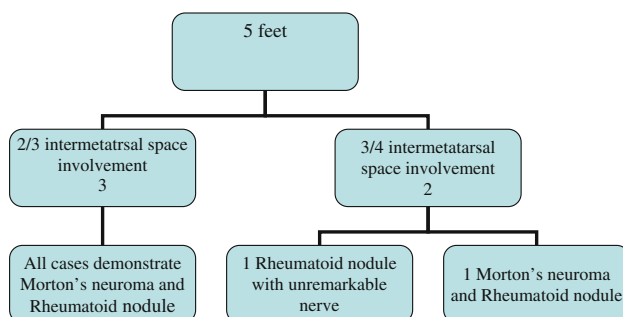 5 feet
2/3 intermetatrsal space
involvement
3
3/4 intermetatarsal
space involvement
2
All cases demonstrate
Morton's neuroma and
Rheumatoid nodule
1 Rheumatoid nodule
with unremarkable
nerve
1 Morton's neuroma
and Rheumatoid nodule